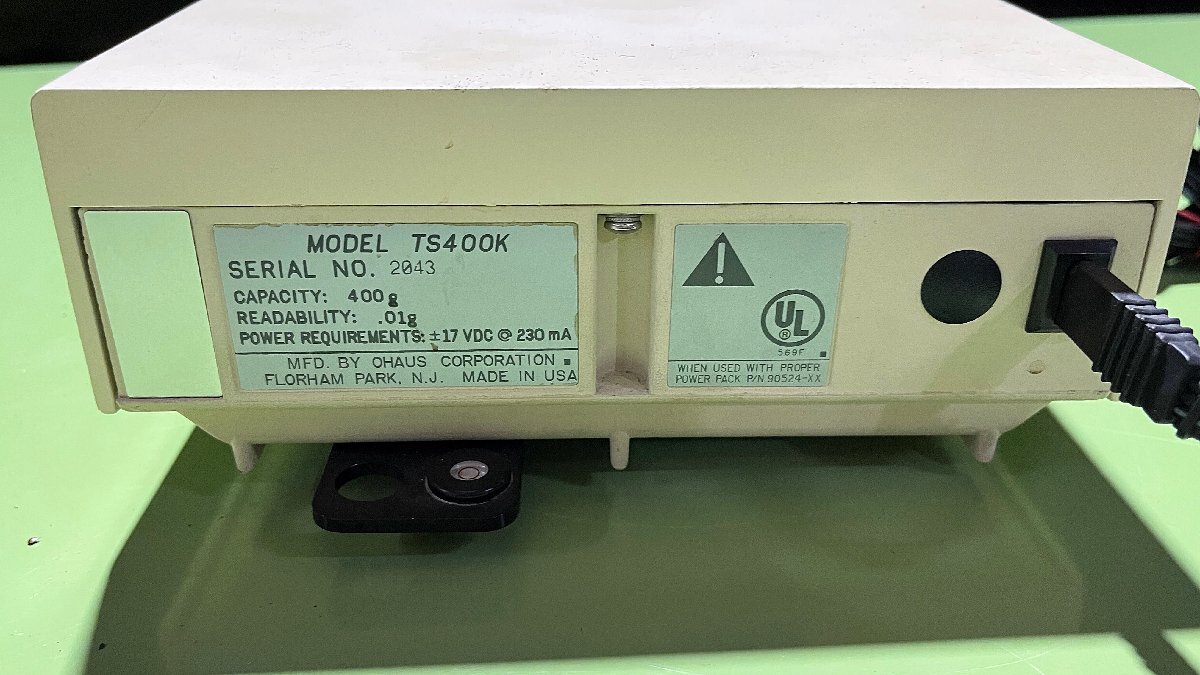 MODEL TS400K
SERIAL NO. 2043
CAPACITY: 400g
READABILITY: .01g
POWER REQUIREMENTS: ±17 VDC @ 230 mA
MFD. BY OHAUS CORPORATION
FLORHAM PARK, N.J. MADE IN USA
!
UL
®
569F
WHEN USED WITH PROPER
POWER PACK P/N 90524-XX